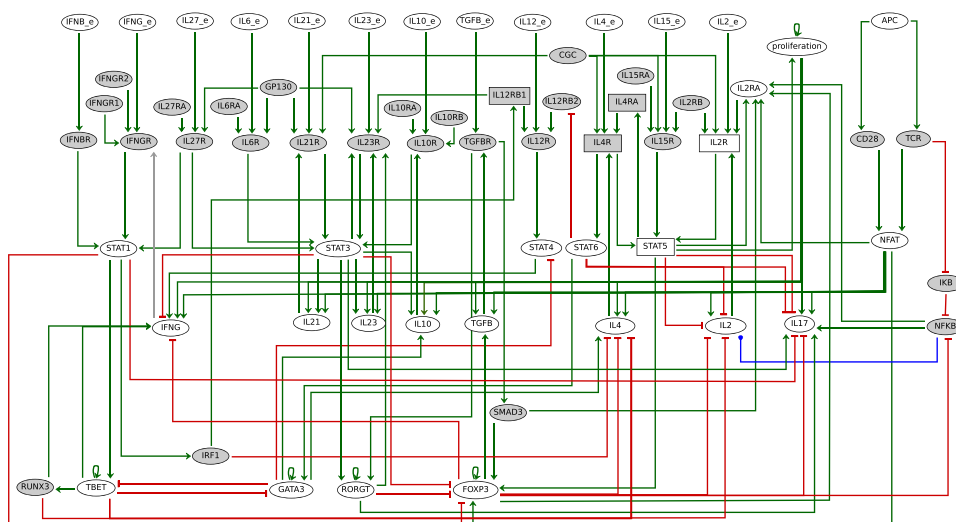 IFNB_e
IFNG_e
IL27_e
IL6_e
IL21_e
IL23_e
IL10_e
TGFB_e
IL12_e
IL4_e
IL15_e
IL2_e
APC
proliferation
CGC
IFNGR2
IFNGR1
IL27RA
GP130
IL6RA
IL10RA
IL10RB
IL12RB1
IL12RB2
IL15RA
IL4RA
IL2RB
IL2RA
IFNBR
IFNGR
IL27R
IL6R
IL21R
IL23R
IL10R
TGFBR
IL12R
IL4R
IL15R
IL2R
CD28
TCR
STAT1
STAT3
STAT4
STAT6
STAT5
NFAT
IKB
IFNG
IL21
IL23
IL10
TGFB
IL4
IL2
IL17
NFKB
SMAD3
IRF1
RUNX3
TBET
GATA3
RORGT
FOXP3